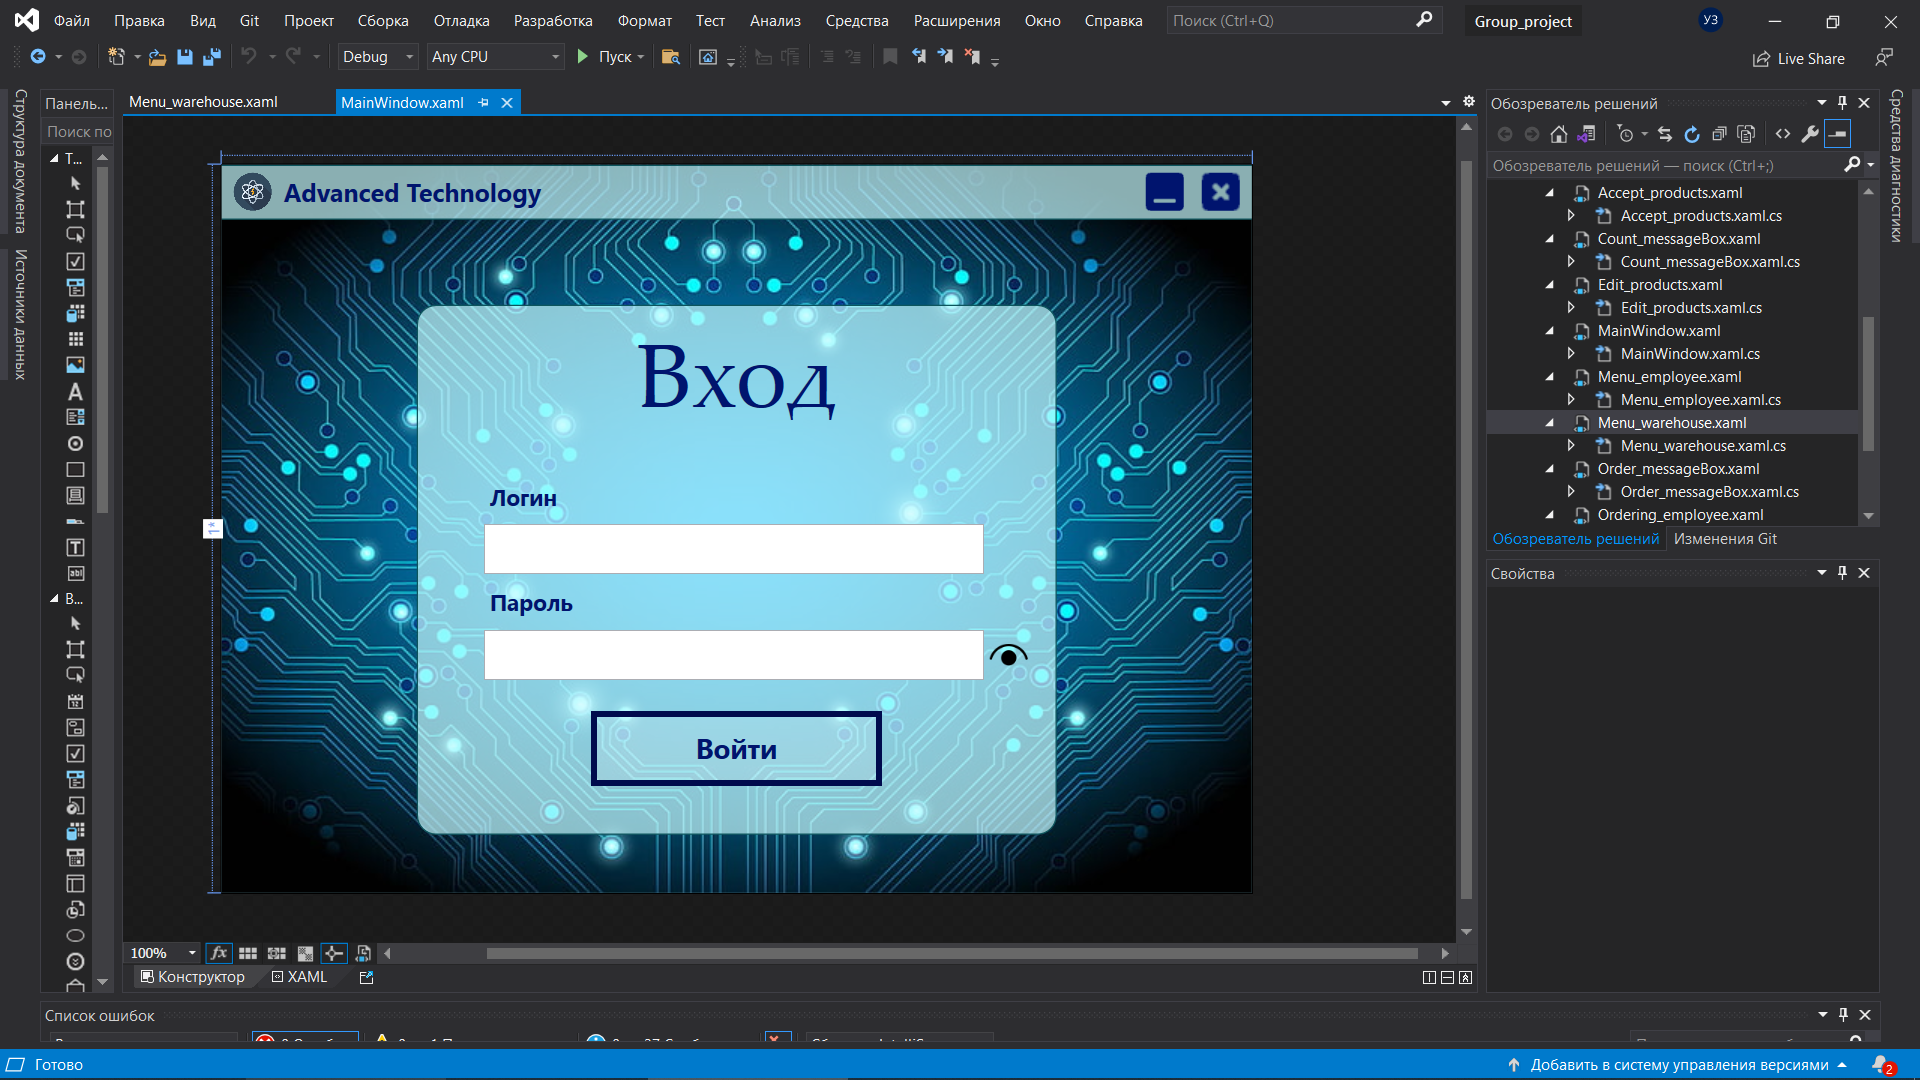 Файл Правка Вид Git Проект Сборка Отладка Разработка Формат Тест Анализ Средства Расширения Окно Справка Поиск (Ctrl+Q) Group_project УЗ
Debug Any CPU Пуск Live Share
Структура документа
Источники данных
Панель...
Поиск по
Т...
В...
Menu_warehouse.xaml MainWindow.xaml
Advanced Technology
Вход
Логин
Пароль
Войти
1*
100%
Конструктор XAML
Обозреватель решений
Обозреватель решений — поиск (Ctrl+;)
Accept_products.xaml
Accept_products.xaml.cs
Count_messageBox.xaml
Count_messageBox.xaml.cs
Edit_products.xaml
Edit_products.xaml.cs
MainWindow.xaml
MainWindow.xaml.cs
Menu_employee.xaml
Menu_employee.xaml.cs
Menu_warehouse.xaml
Menu_warehouse.xaml.cs
Order_messageBox.xaml
Order_messageBox.xaml.cs
Ordering_employee.xaml
Обозреватель решений Изменения Git
Свойства
Средства диагностики
Список ошибок
Готово
Добавить в систему управления версиями 2